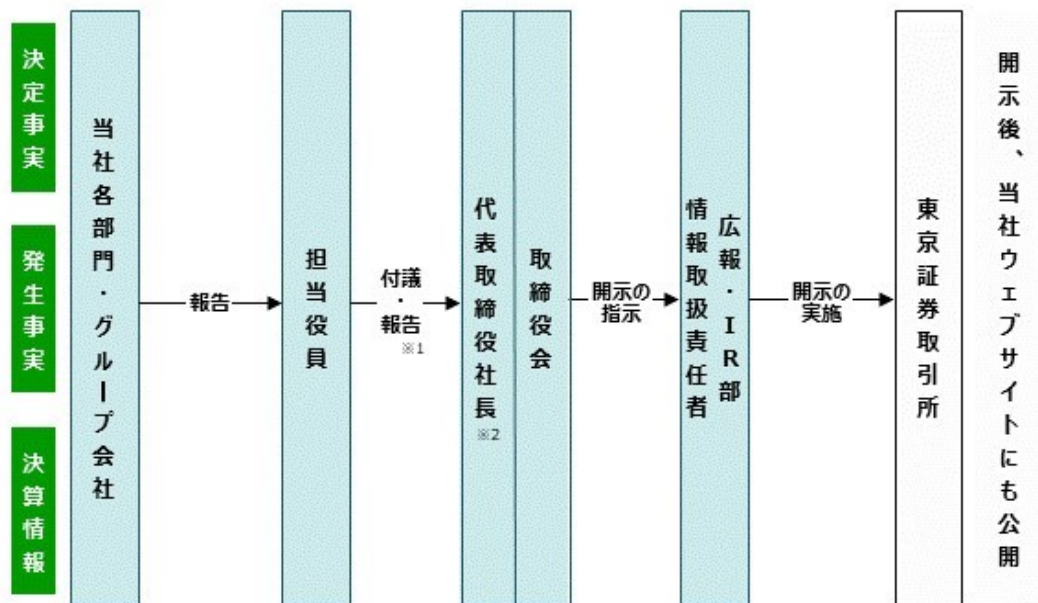 決定事実
発生事実
決算情報
当社各部門・グループ会社
報告
担当役員
付議
・
報告
※1
代表取締役社長
※2
取締役会
開示の
指示
広報・IR部
情報取扱責任者
開示の
実施
東京証券取引所
開示後、当社ウェブサイトにも公開